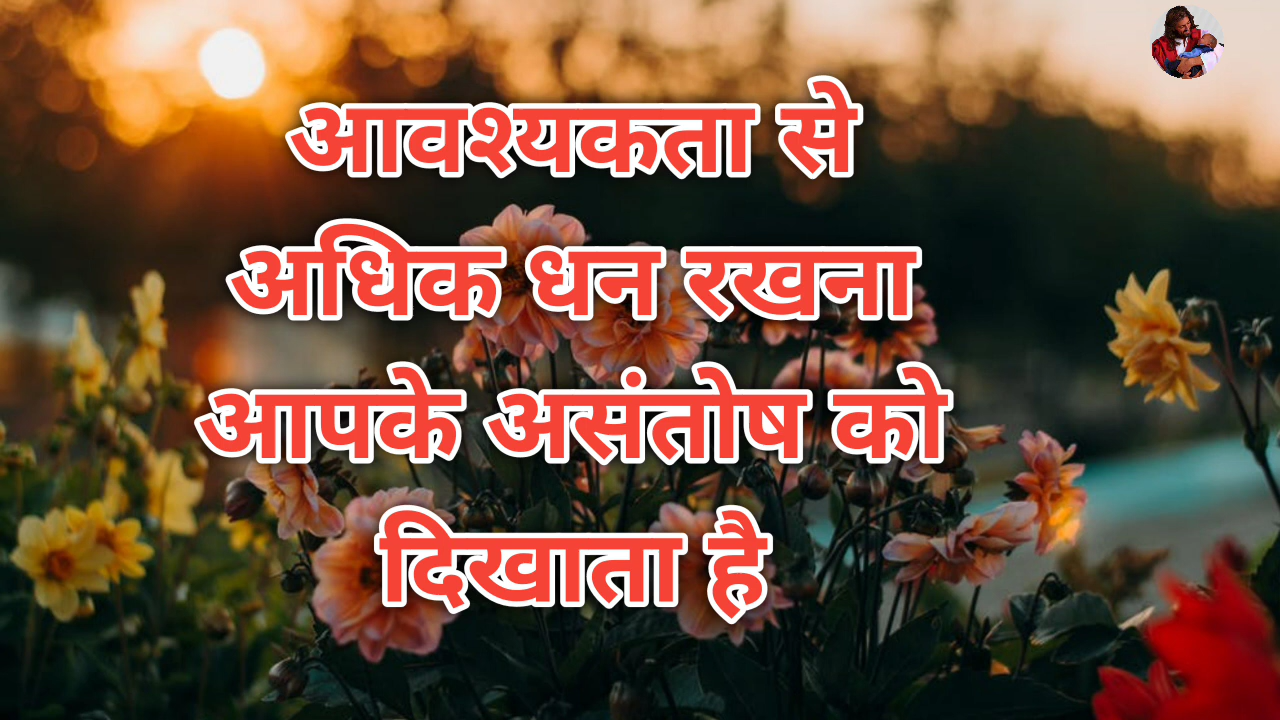 आवश्यकता से
अधिक धन रखना
आपके असंतोष को
दिखाता है